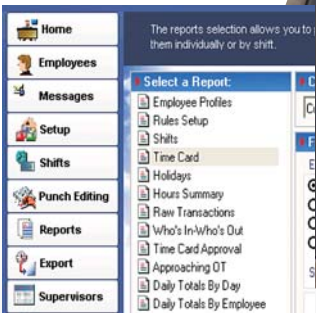 Home
Employees
Messages
Setup
Shifts
Punch Editing
Reports
Export
Supervisors
The reports selection allows you to
them individually or by shift.
Select a Report:
Employee Profiles
Rules Setup
Shifts
Time Card
Holidays
Hours Summary
Raw Transactions
Who's In-Who's Out
Time Card Approval
Approaching OT
Daily Totals By Day
Daily Totals By Employee